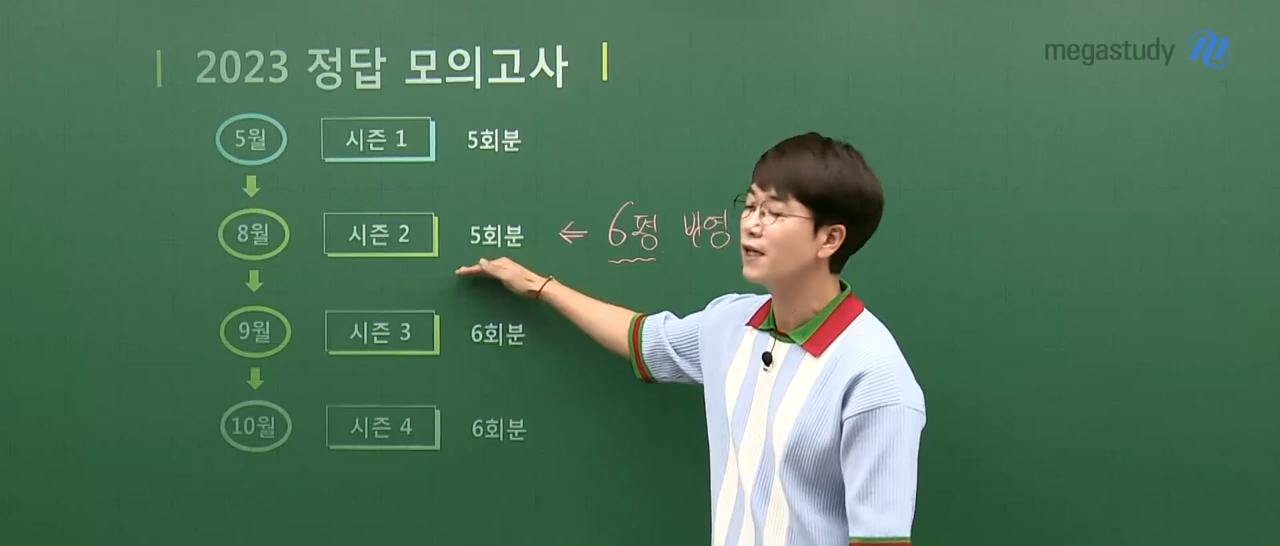 2023 정답 모의고사
megastudy M
5월 시즌 1 5회분
8월 시즌 2 5회분 ⇐ 6평 반영
9월 시즌 3 6회분
10월 시즌 4 6회분